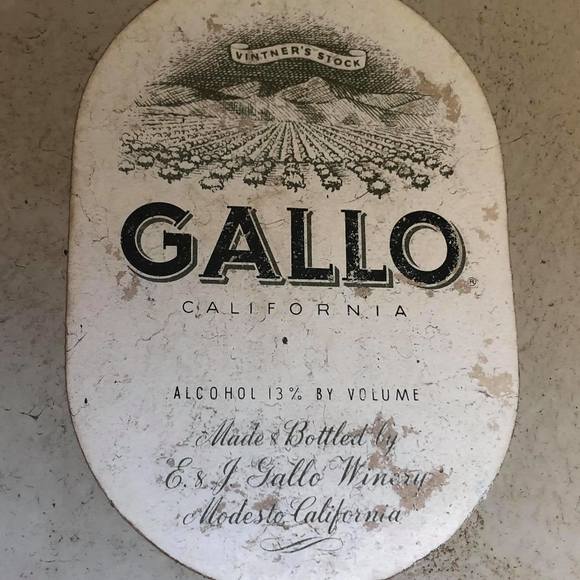 VINTNER'S STOCK
GALLO®
CALIFORNIA
ALCOHOL 13% BY VOLUME
Made & Bottled by
E. & J. Gallo Winery
Modesto, California